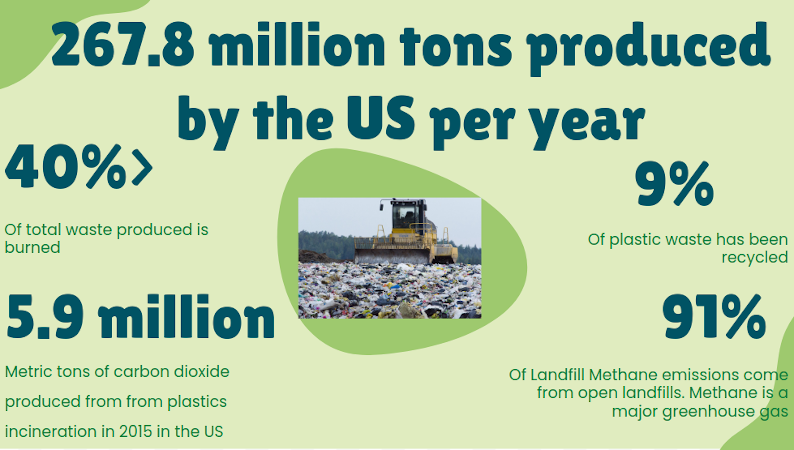 267.8 million tons produced
by the US per year
40%>
Of total waste produced is
burned
9%
Of plastic waste has been
recycled
5.9 million
Metric tons of carbon dioxide
produced from from plastics
incineration in 2015 in the US
91%
Of Landfill Methane emissions come
from open landfills. Methane is a
major greenhouse gas